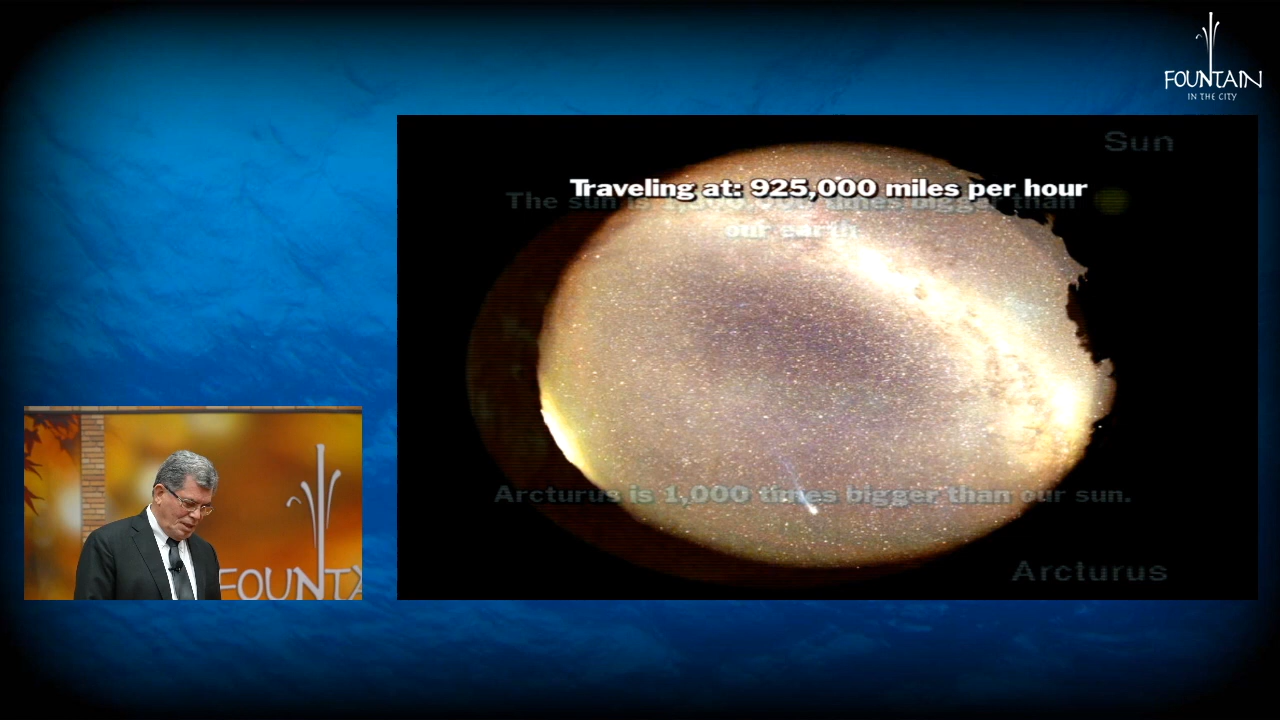 FOUNTAIN
IN THE CITY
Sun
Traveling at: 925,000 miles per hour
The sun is times bigger than
our earth
Arcturus is 1,000 times bigger than our sun.
Arcturus
FOUNTA